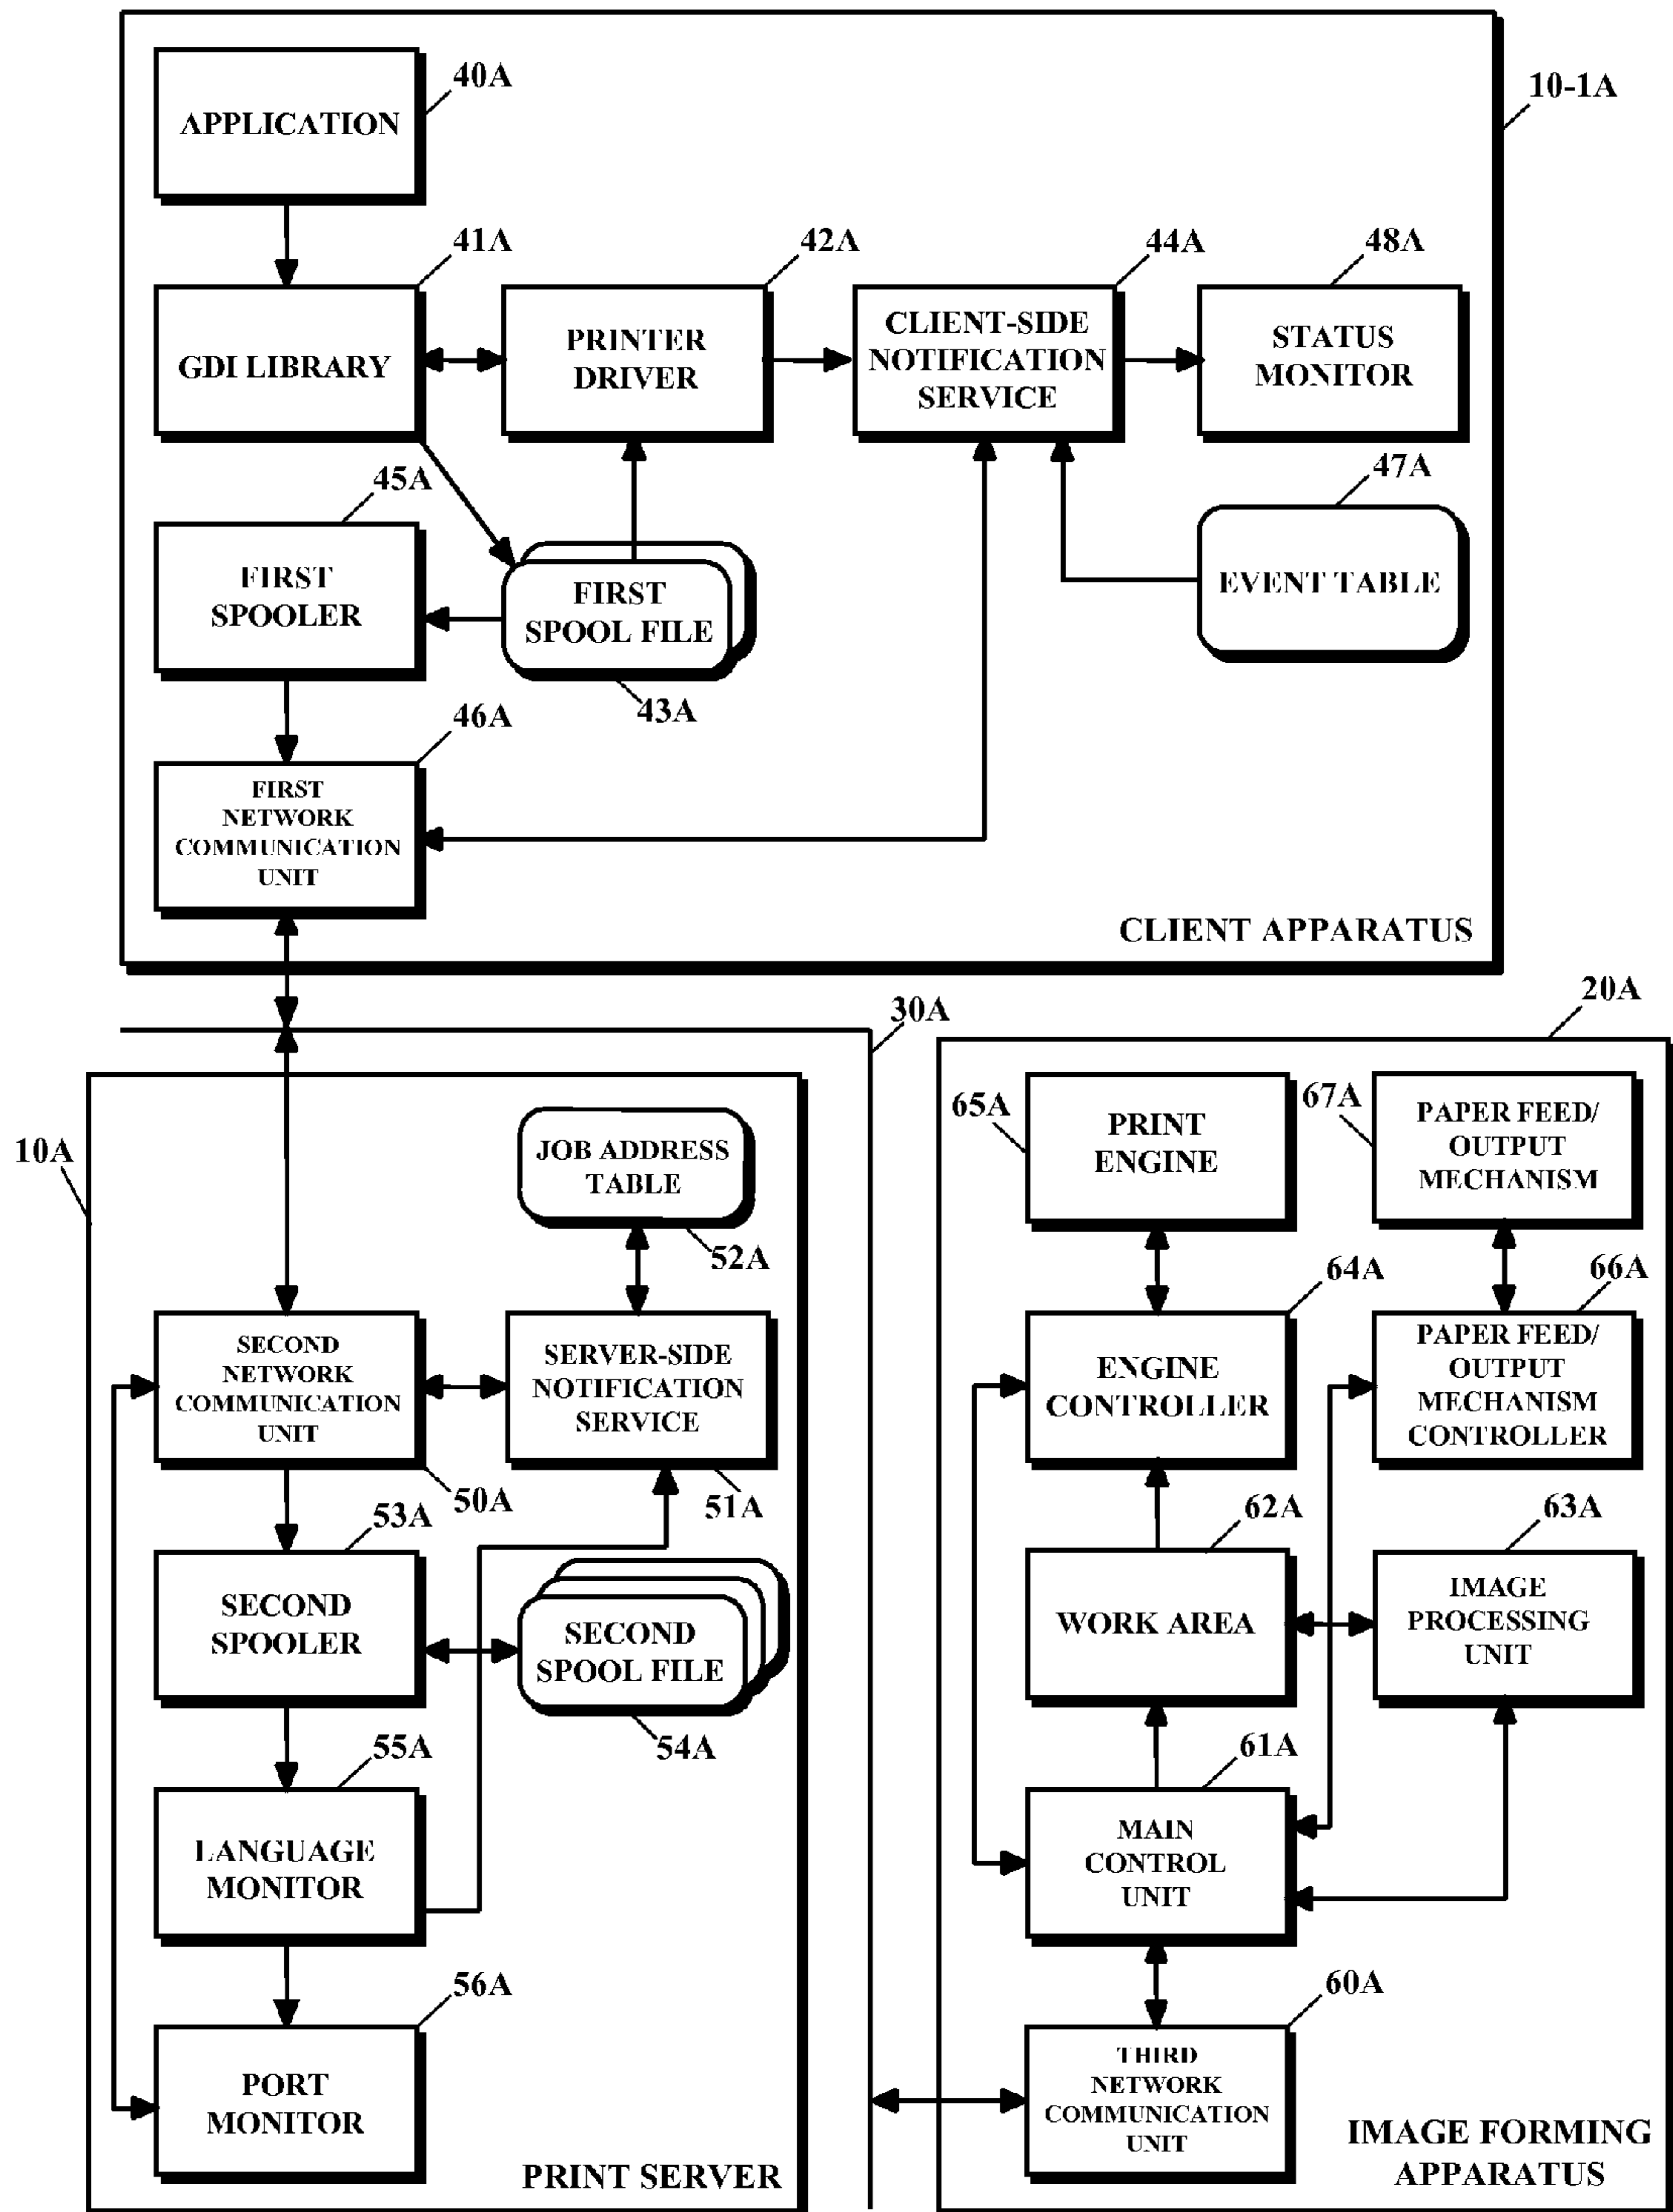 40A
10-1A
APPLICATION
41A
42A
44A
48A
GDI LIBRARY
PRINTER
DRIVER
CLIENT-SIDE
NOTIFICATION
SERVICE
STATUS
MONITOR
45A
47A
FIRST
SPOOLER
FIRST
SPOOL FILE
EVENT TABLE
43A
46A
FIRST
NETWORK
COMMUNICATION
UNIT
CLIENT APPARATUS
30A
20A
10A
JOB ADDRESS
TABLE
52A
SECOND
NETWORK
COMMUNICATION
UNIT
SERVER-SIDE
NOTIFICATION
SERVICE
50A
51A
53A
SECOND
SPOOLER
SECOND
SPOOL FILE
54A
55A
LANGUAGE
MONITOR
56A
PORT
MONITOR
PRINT SERVER
65A
PRINT
ENGINE
67A
PAPER FEED/
OUTPUT
MECHANISM
64A
66A
ENGINE
CONTROLLER
PAPER FEED/
OUTPUT
MECHANISM
CONTROLLER
62A
63A
WORK AREA
IMAGE
PROCESSING
UNIT
61A
MAIN
CONTROL
UNIT
60A
THIRD
NETWORK
COMMUNICATION
UNIT
IMAGE FORMING
APPARATUS